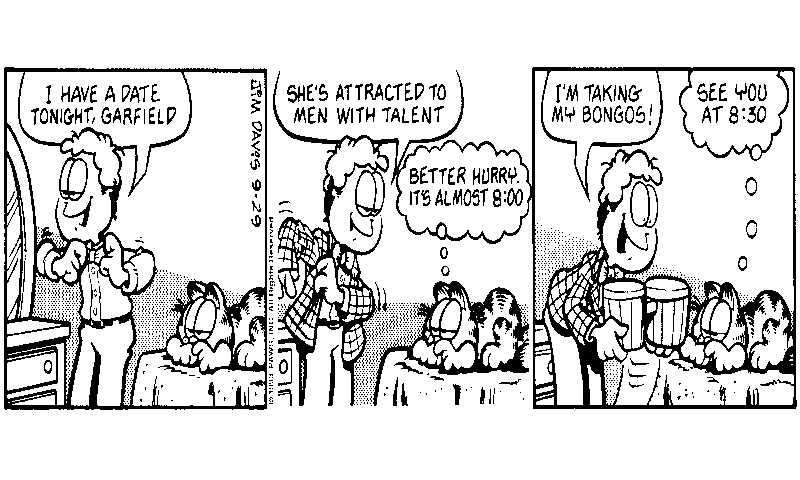 I HAVE A DATE
TONIGHT, GARFIELD
JIM DAVIS 9-29
SHE'S ATTRACTED TO
MEN WITH TALENT
BETTER HURRY.
IT'S ALMOST 8:00
I'M TAKING
MY BONGOS!
SEE YOU
AT 8:30